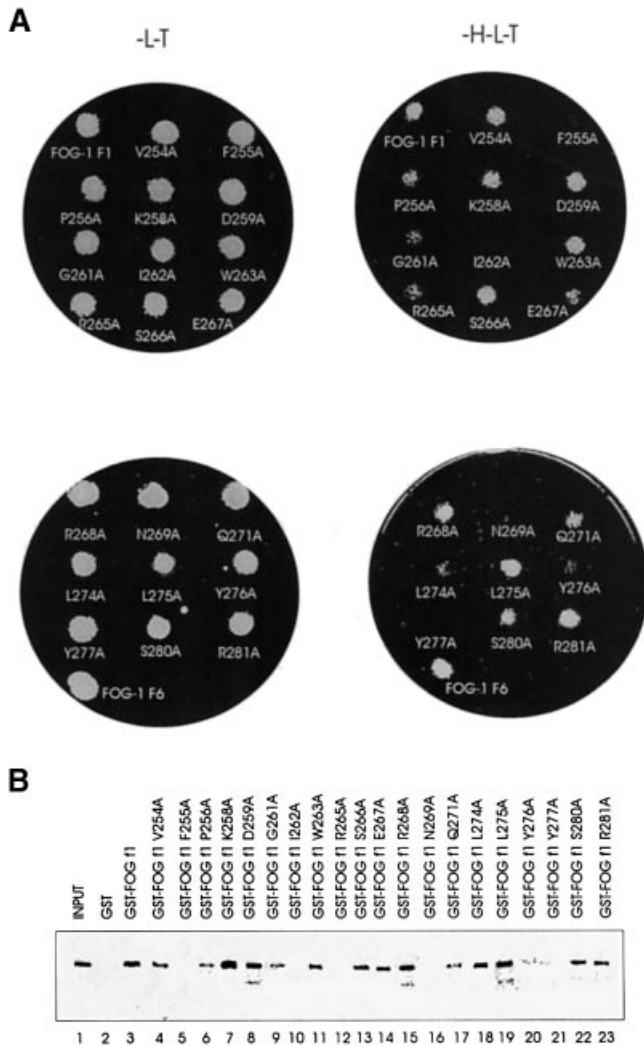 A
-L-T
-H-L-T
FOG-1 F1 V254A F255A
P256A K258A D259A
G261A I262A W263A
R265A S266A E267A
FOG-1 F1 V254A F255A
P256A K258A D259A
G261A I262A W263A
R265A S266A E267A
R268A N269A Q271A
L274A L275A Y276A
Y277A S280A R281A
FOG-1 F6
R268A N269A Q271A
L274A L275A Y276A
Y277A S280A R281A
FOG-1 F6
B
INPUT
GST
GST-FOG f1
GST-FOG f1 V254A
GST-FOG f1 F255A
GST-FOG f1 P256A
GST-FOG f1 K258A
GST-FOG f1 D259A
GST-FOG f1 G261A
GST-FOG f1 I262A
GST-FOG f1 W263A
GST-FOG f1 R265A
GST-FOG f1 S266A
GST-FOG f1 E267A
GST-FOG f1 R268A
GST-FOG f1 N269A
GST-FOG f1 Q271A
GST-FOG f1 L274A
GST-FOG f1 L275A
GST-FOG f1 Y276A
GST-FOG f1 Y277A
GST-FOG f1 S280A
GST-FOG f1 R281A
1 2 3 4 5 6 7 8 9 10 11 12 13 14 15 16 17 18 19 20 21 22 23